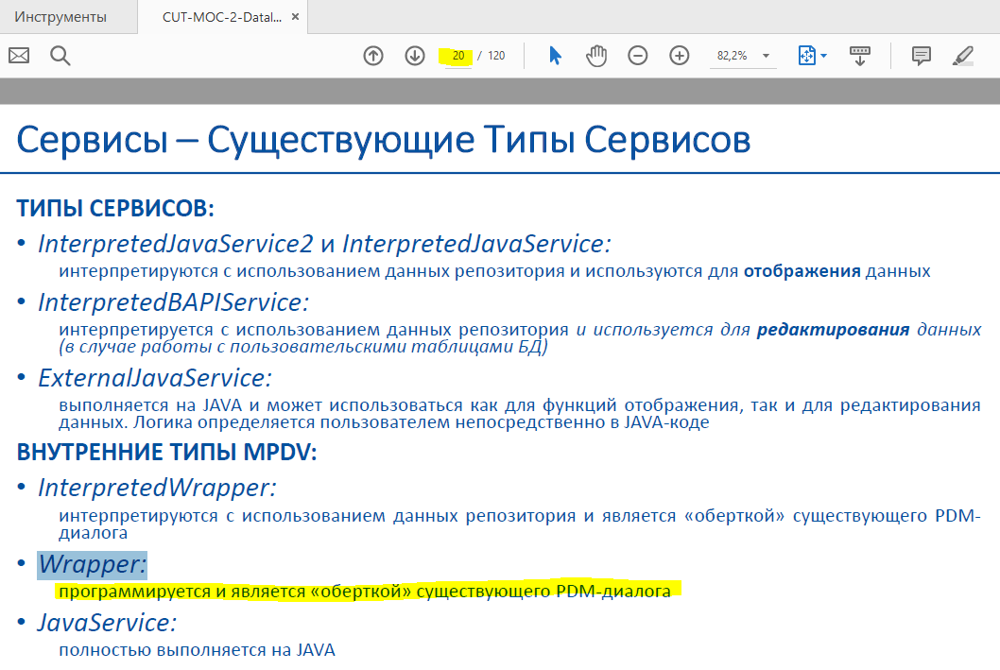 Инструменты
CUT-MOC-2-Datal... ×
20 / 120
82,2%
Сервисы – Существующие Типы Сервисов
ТИПЫ СЕРВИСОВ:
• InterpretedJavaService2 и InterpretedJavaService:
интерпретируются с использованием данных репозитория и используются для отображения данных
• InterpretedBAPIService:
интерпретируется с использованием данных репозитория и используется для редактирования данных
(в случае работы с пользовательскими таблицами БД)
• ExternalJavaService:
выполняется на JAVA и может использоваться как для функций отображения, так и для редактирования
данных. Логика определяется пользователем непосредственно в JAVA-коде
ВНУТРЕННИЕ ТИПЫ MPDV:
• InterpretedWrapper:
интерпретируются с использованием данных репозитория и является «оберткой» существующего PDM-
диалога
• Wrapper:
программируется и является «оберткой» существующего PDM-диалога
• JavaService:
полностью выполняется на JAVA